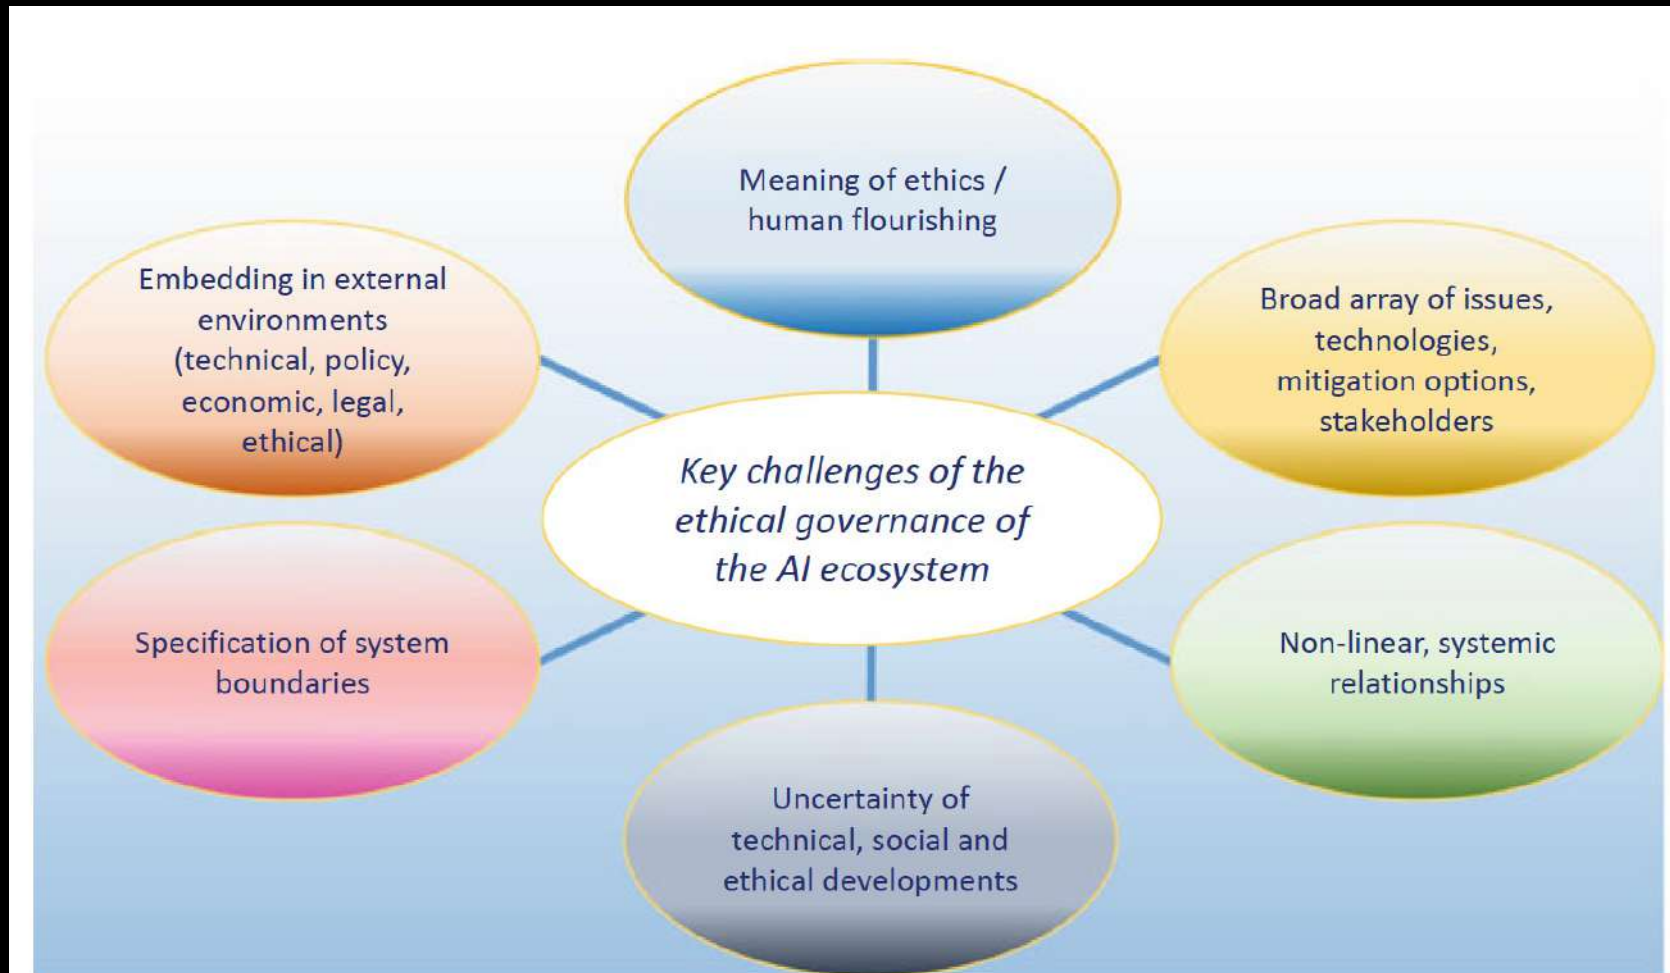 Meaning of ethics /
human flourishing
Embedding in external
environments
(technical, policy,
economic, legal,
ethical)
Broad array of issues,
technologies,
mitigation options,
stakeholders
Key challenges of the
ethical governance of
the AI ecosystem
Specification of system
boundaries
Non-linear, systemic
relationships
Uncertainty of
technical, social and
ethical developments